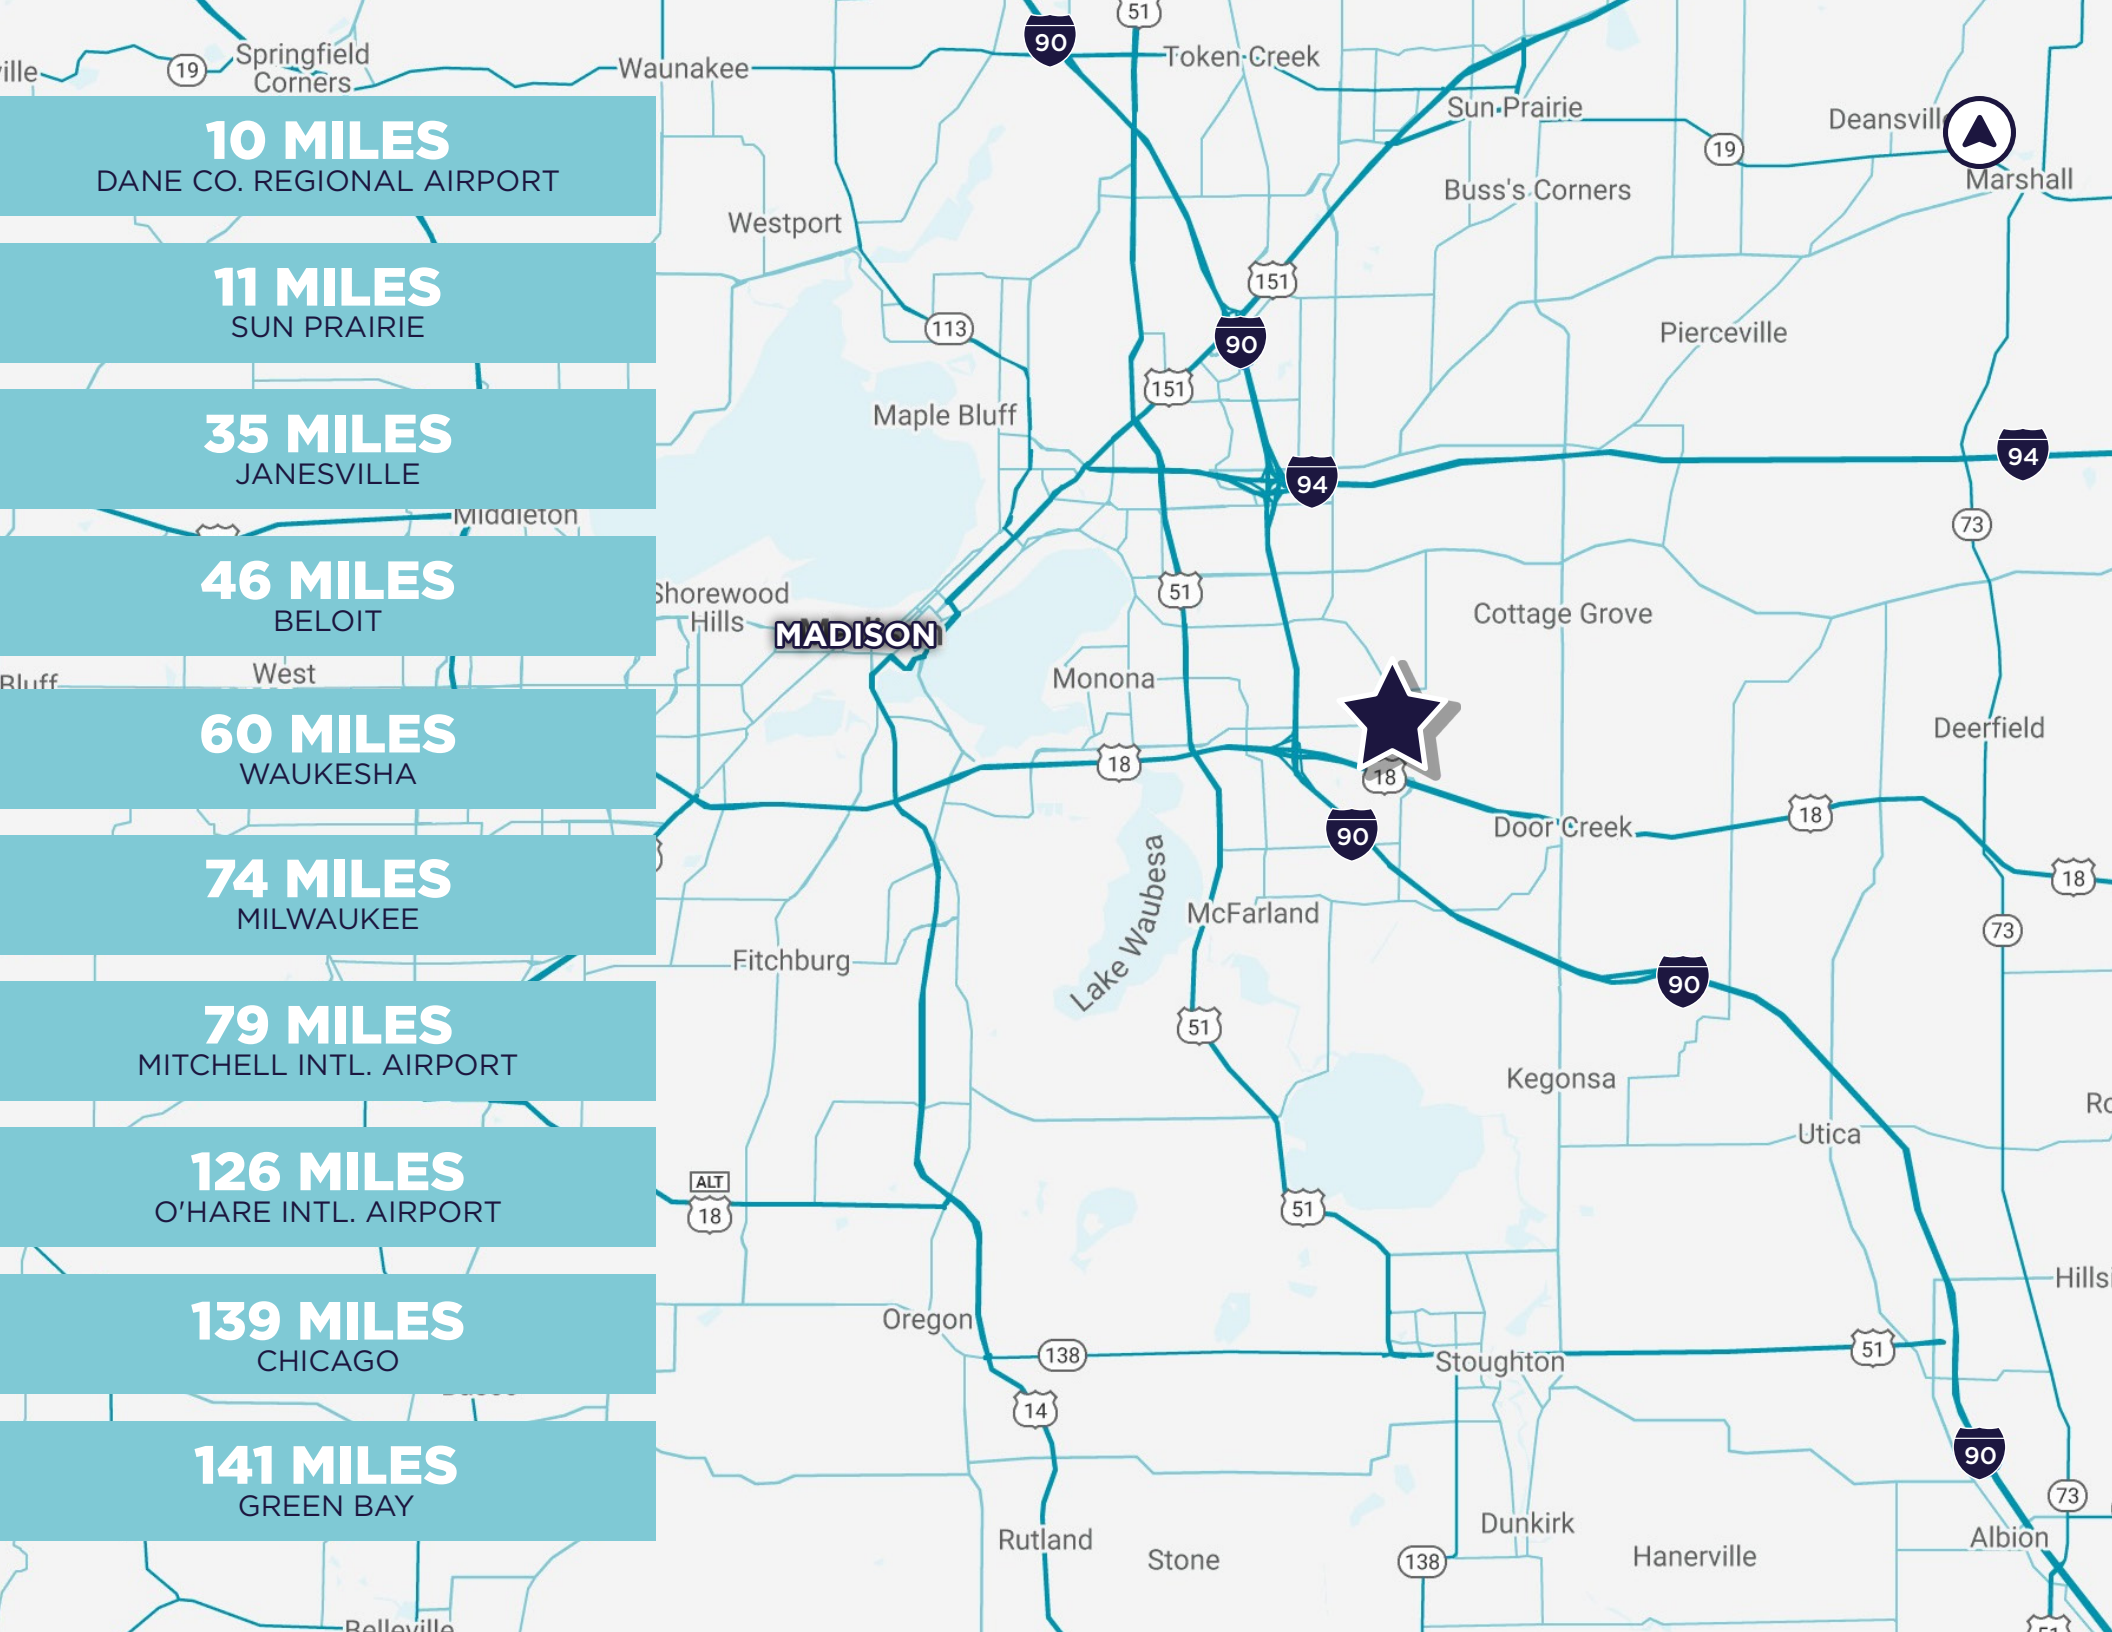 10 MILES
DANE CO. REGIONAL AIRPORT
11 MILES
SUN PRAIRIE
35 MILES
JANESVILLE
46 MILES
BELOIT
60 MILES
WAUKESHA
74 MILES
MILWAUKEE
79 MILES
MITCHELL INTL. AIRPORT
126 MILES
O'HARE INTL. AIRPORT
139 MILES
CHICAGO
141 MILES
GREEN BAY
51
90
Token Creek
Springfield
Corners
19
ville
Waunakee
Sun Prairie
Deansville
19
Marshall
Buss's Corners
Westport
151
113
90
Pierceville
151
Maple Bluff
94
94
Middleton
73
Shorewood
Hills
51
Cottage Grove
MADISON
West
Bluff
Monona
Deerfield
18
18
18
90
Door Creek
18
Lake Waubesa
McFarland
73
Fitchburg
90
51
Kegonsa
Utica
ALT
18
51
Oregon
138
51
Stoughton
14
90
73
Rutland
Stone
Dunkirk
138
Hanerville
Albion
Belleville
51